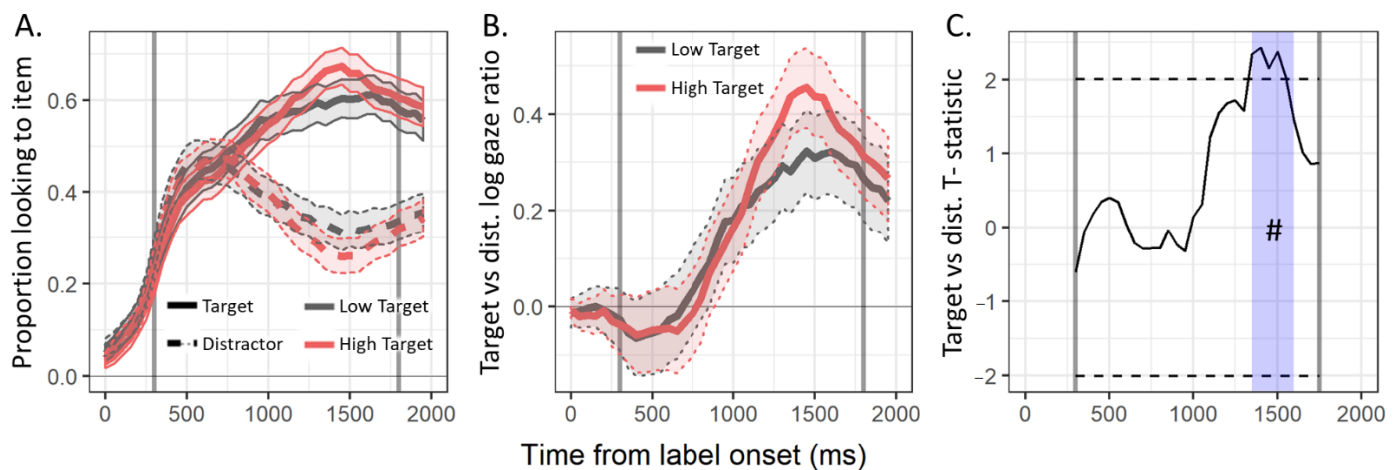 A.
Proportion looking to item
0.6
0.4
0.2
0.0
Target
Low Target
Distractor
High Target
0 500 1000 1500 2000
B.
Target vs dist. log gaze ratio
Low Target
High Target
0.4
0.2
0.0
0 500 1000 1500 2000
C.
Target vs dist. T- statistic
2
1
0
−1
−2
#
0 500 1000 1500 2000
Time from label onset (ms)